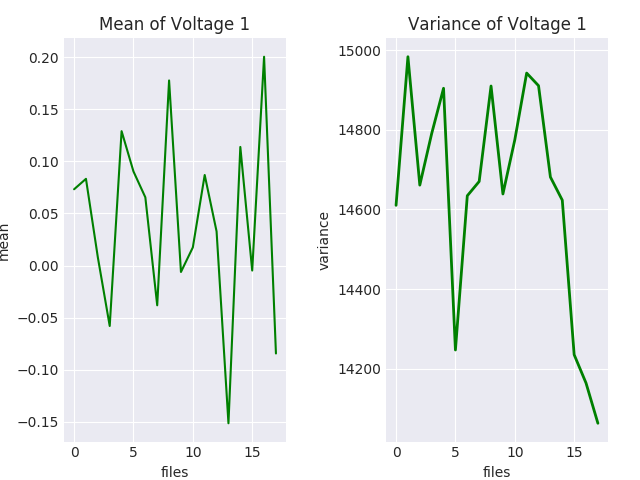 Mean of Voltage 1
0.20
0.15
0.10
0.05
0.00
−0.05
−0.10
−0.15
mean
0 5 10 15
files
Variance of Voltage 1
15000
14800
14600
14400
14200
variance
0 5 10 15
files